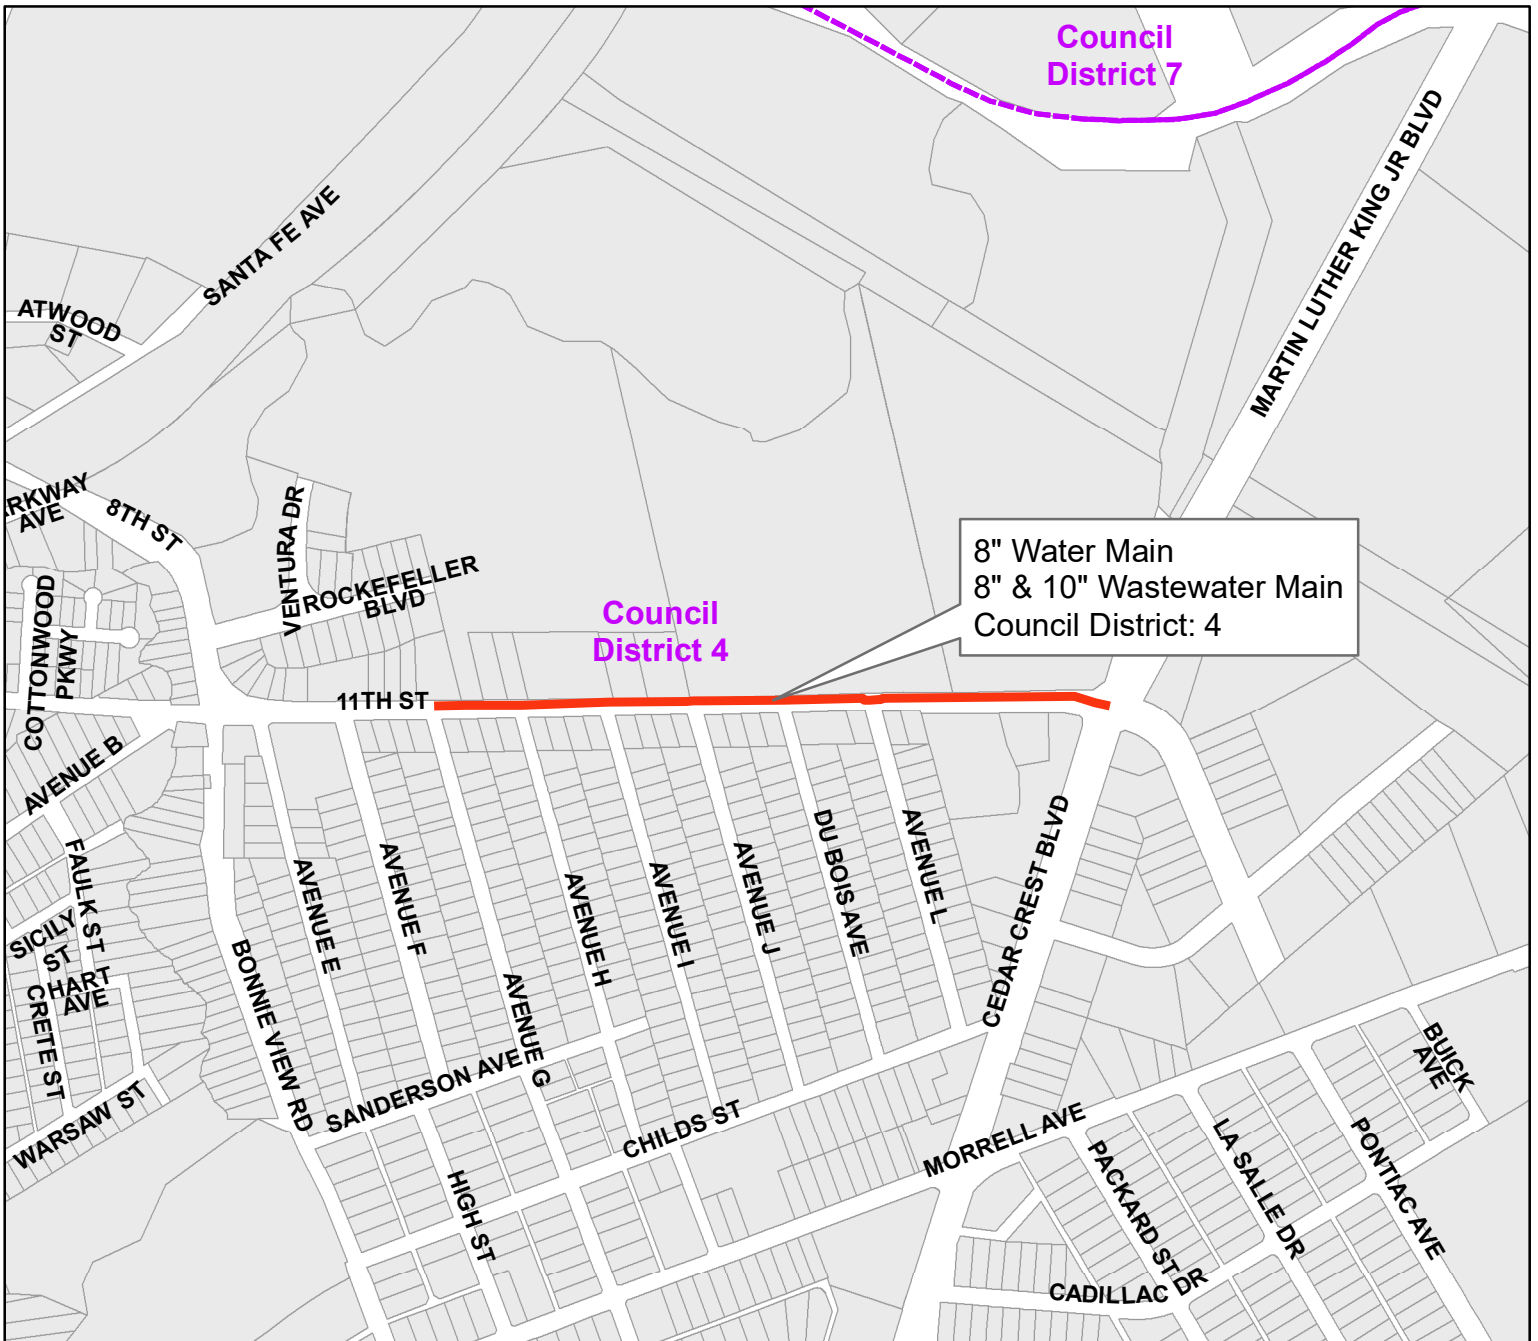 Council
District 7
MARTIN LUTHER KING JR BLVD
SANTA FE AVE
ATWOOD
ST
RKWAY
AVE
8TH ST
VENTURA DR
ROCKEFELLER
BLVD
8" Water Main
8" & 10" Wastewater Main
Council District: 4
Council
District 4
COTTONWOOD
PKWY
11TH ST
AVENUE B
FAULK ST
SICILY
ST
HART
AVE
CRETE ST
WARSAW ST
BONNIE VIEW RD
AVENUE E
AVENUE F
AVENUE G
AVENUE H
AVENUE I
AVENUE J
DU BOIS AVE
AVENUE L
CEDAR CREST BLVD
SANDERSON AVE
CHILDS ST
HIGH ST
MORRELL AVE
PACKARD ST
LA SALLE DR
PONTIAC AVE
BUICK
AVE
CADILLAC DR